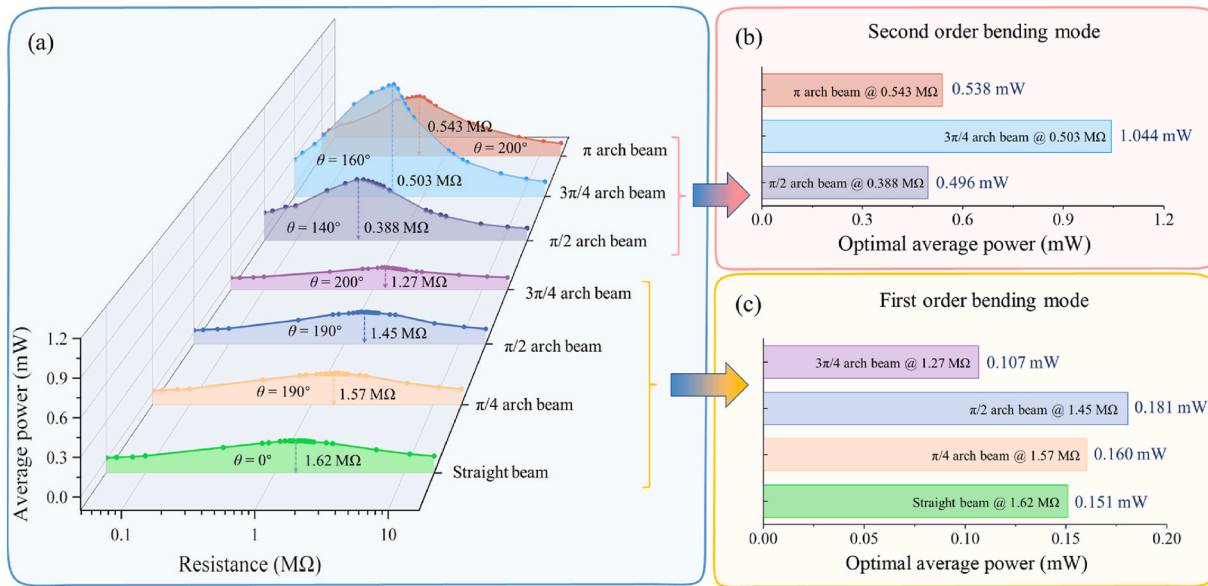 (a)
0.543 MΩ
θ = 200°
π arch beam
θ = 160°
0.503 MΩ
3π/4 arch beam
θ = 140°
0.388 MΩ
π/2 arch beam
θ = 200°
1.27 MΩ
3π/4 arch beam
θ = 190°
1.45 MΩ
π/2 arch beam
θ = 190°
1.57 MΩ
π/4 arch beam
θ = 0°
1.62 MΩ
Straight beam
Average power (mW)
1.2
0.9
0.6
0.3
0.0
0.1
1
10
Resistance (MΩ)
(b)
Second order bending mode
π arch beam @ 0.543 MΩ
0.538 mW
3π/4 arch beam @ 0.503 MΩ
1.044 mW
π/2 arch beam @ 0.388 MΩ
0.496 mW
0.0
0.3
0.6
0.9
1.2
Optimal average power (mW)
(c)
First order bending mode
3π/4 arch beam @ 1.27 MΩ
0.107 mW
π/2 arch beam @ 1.45 MΩ
0.181 mW
π/4 arch beam @ 1.57 MΩ
0.160 mW
Straight beam @ 1.62 MΩ
0.151 mW
0.00
0.05
0.10
0.15
0.20
Optimal average power (mW)